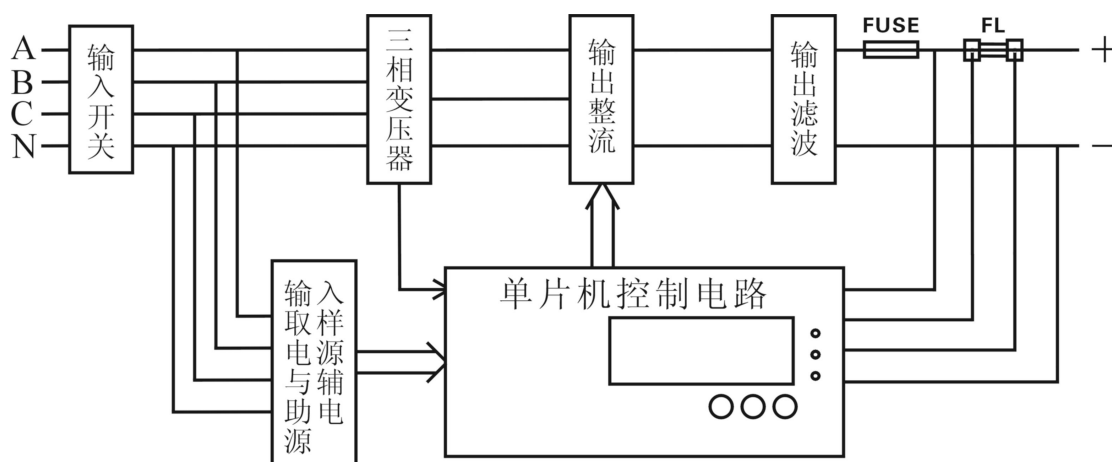 A
B
C
N
输入开关
三相变压器
输出整流
输出滤波
FUSE
FL
+
−
输入
取样
电源
与辅
助电
源
单片机控制电路